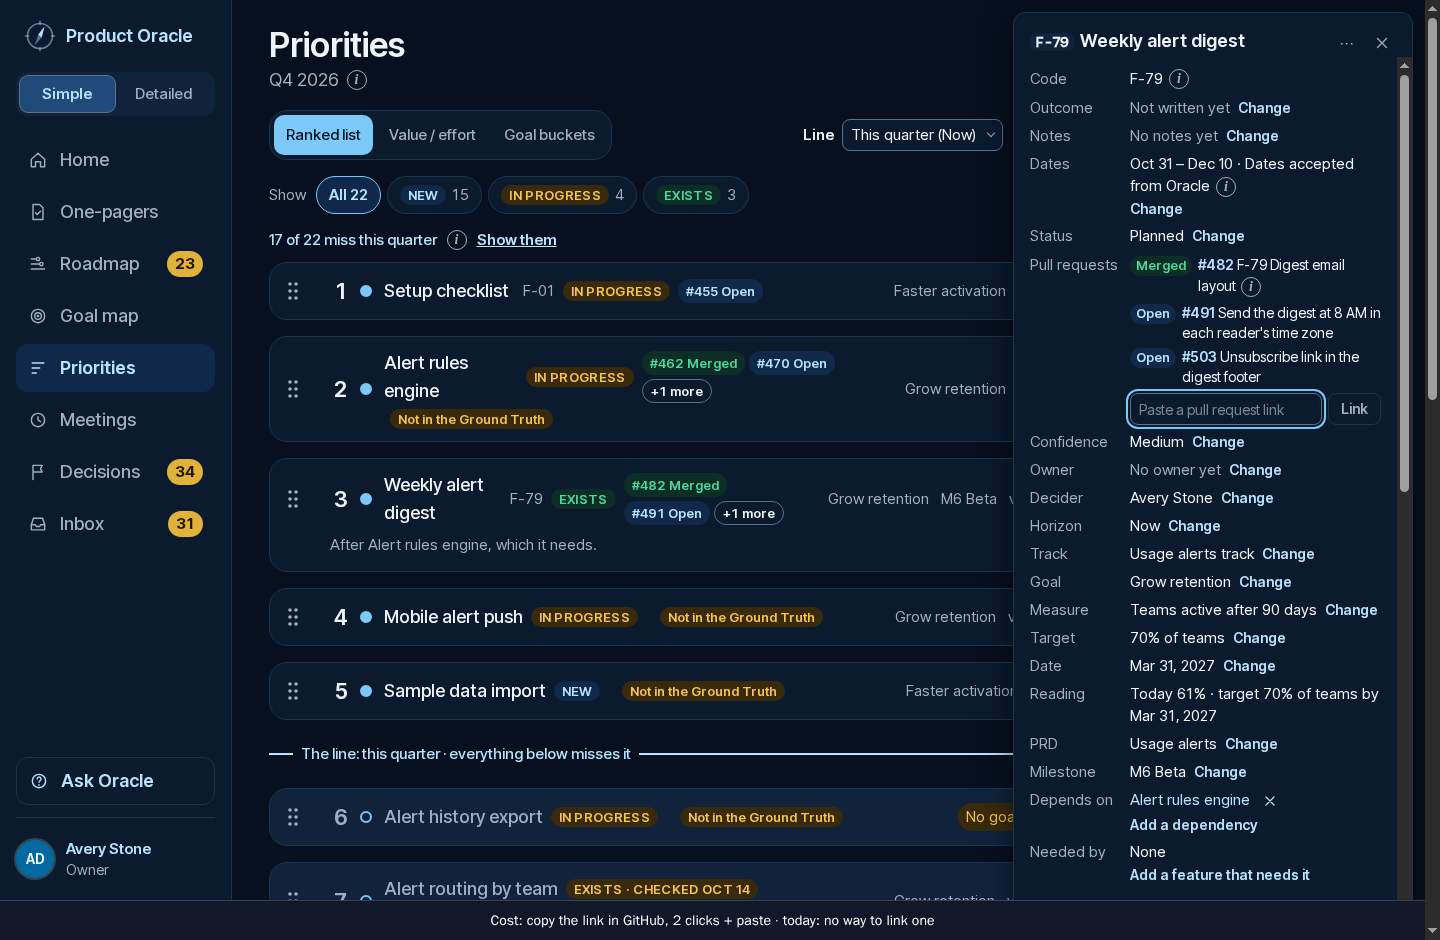 Product Oracle
Simple
Detailed
Home
One-pagers
Roadmap 23
Goal map
Priorities
Meetings
Decisions 34
Inbox 31
Ask Oracle
AD
Avery Stone
Owner
Priorities
Q4 2026 i
Ranked list Value / effort Goal buckets
Line This quarter (Now)
Show All 22 NEW 15 IN PROGRESS 4 EXISTS 3
17 of 22 miss this quarter i Show them
1 Setup checklist F-01 IN PROGRESS #455 Open Faster activation
2 Alert rules engine IN PROGRESS #462 Merged #470 Open +1 more Grow retention
Not in the Ground Truth
3 Weekly alert digest F-79 EXISTS #482 Merged #491 Open +1 more Grow retention M6 Beta
After Alert rules engine, which it needs.
4 Mobile alert push IN PROGRESS Not in the Ground Truth Grow retention
5 Sample data import NEW Not in the Ground Truth Faster activation
The line: this quarter · everything below misses it
6 Alert history export IN PROGRESS Not in the Ground Truth No goa
7 Alert routing by team EXISTS · CHECKED OCT 14 Grow retention
F-79 Weekly alert digest ...
Code F-79 i
Outcome Not written yet Change
Notes No notes yet Change
Dates Oct 31 – Dec 10 · Dates accepted
from Oracle i
Change
Status Planned Change
Pull requests Merged #482 F-79 Digest email
layout i
Open #491 Send the digest at 8 AM in
each reader's time zone
Open #503 Unsubscribe link in the
digest footer
Paste a pull request link Link
Confidence Medium Change
Owner No owner yet Change
Decider Avery Stone Change
Horizon Now Change
Track Usage alerts track Change
Goal Grow retention Change
Measure Teams active after 90 days Change
Target 70% of teams Change
Date Mar 31, 2027 Change
Reading Today 61% · target 70% of teams by
Mar 31, 2027
PRD Usage alerts Change
Milestone M6 Beta Change
Depends on Alert rules engine ×
Add a dependency
Needed by None
Add a feature that needs it
Cost: copy the link in GitHub, 2 clicks + paste · today: no way to link one